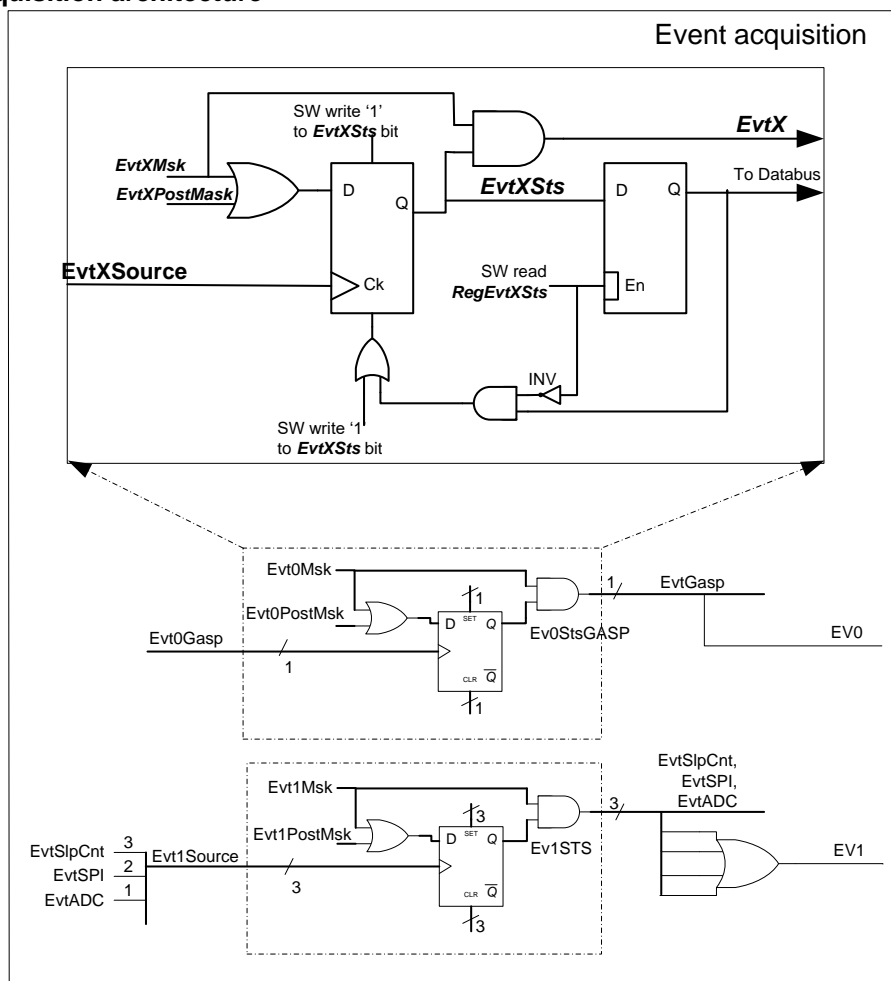 Event acquisition
SW write '1'
to EvtXSts bit
EvtX
EvtXMsk
EvtXPostMask
D
Q
EvtXSts
D
Q
To Databus
EvtXSource
Ck
SW read
RegEvtXSts
En
INV
SW write '1
to EvtXSts bit
Evt0Msk
1
1
EvtGasp
Evt0PostMsk
D
SET
Q
Ev0StsGASP
EV0
Evt0Gasp
1
CLR
Q
1
EvtSlpCnt,
EvtSPI,
EvtADC
Evt1Msk
3
3
Evt1PostMsk
D
SET
Q
Ev1STS
EV1
EvtSlpCnt
3
Evt1Source
EvtSPI
2
3
EvtADC
1
CLR
Q
3